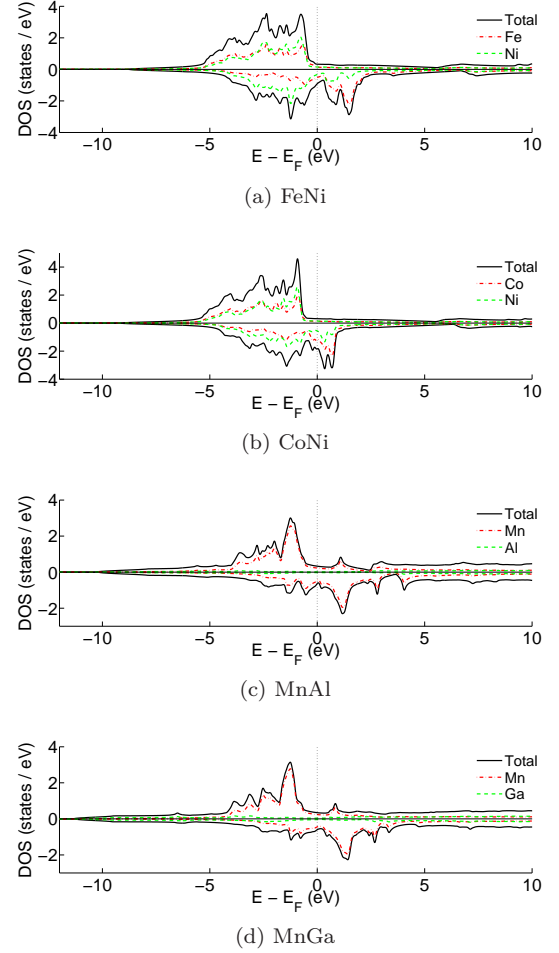 4
2
0
−2
−4
DOS (states / eV)
Total
Fe
Ni
−10 −5 0 5 10
E − E_F (eV)
(a) FeNi
4
2
0
−2
−4
DOS (states / eV)
Total
Co
Ni
−10 −5 0 5 10
E − E_F (eV)
(b) CoNi
4
2
0
−2
DOS (states / eV)
Total
Mn
Al
−10 −5 0 5 10
E − E_F (eV)
(c) MnAl
4
2
0
−2
DOS (states / eV)
Total
Mn
Ga
−10 −5 0 5 10
E − E_F (eV)
(d) MnGa